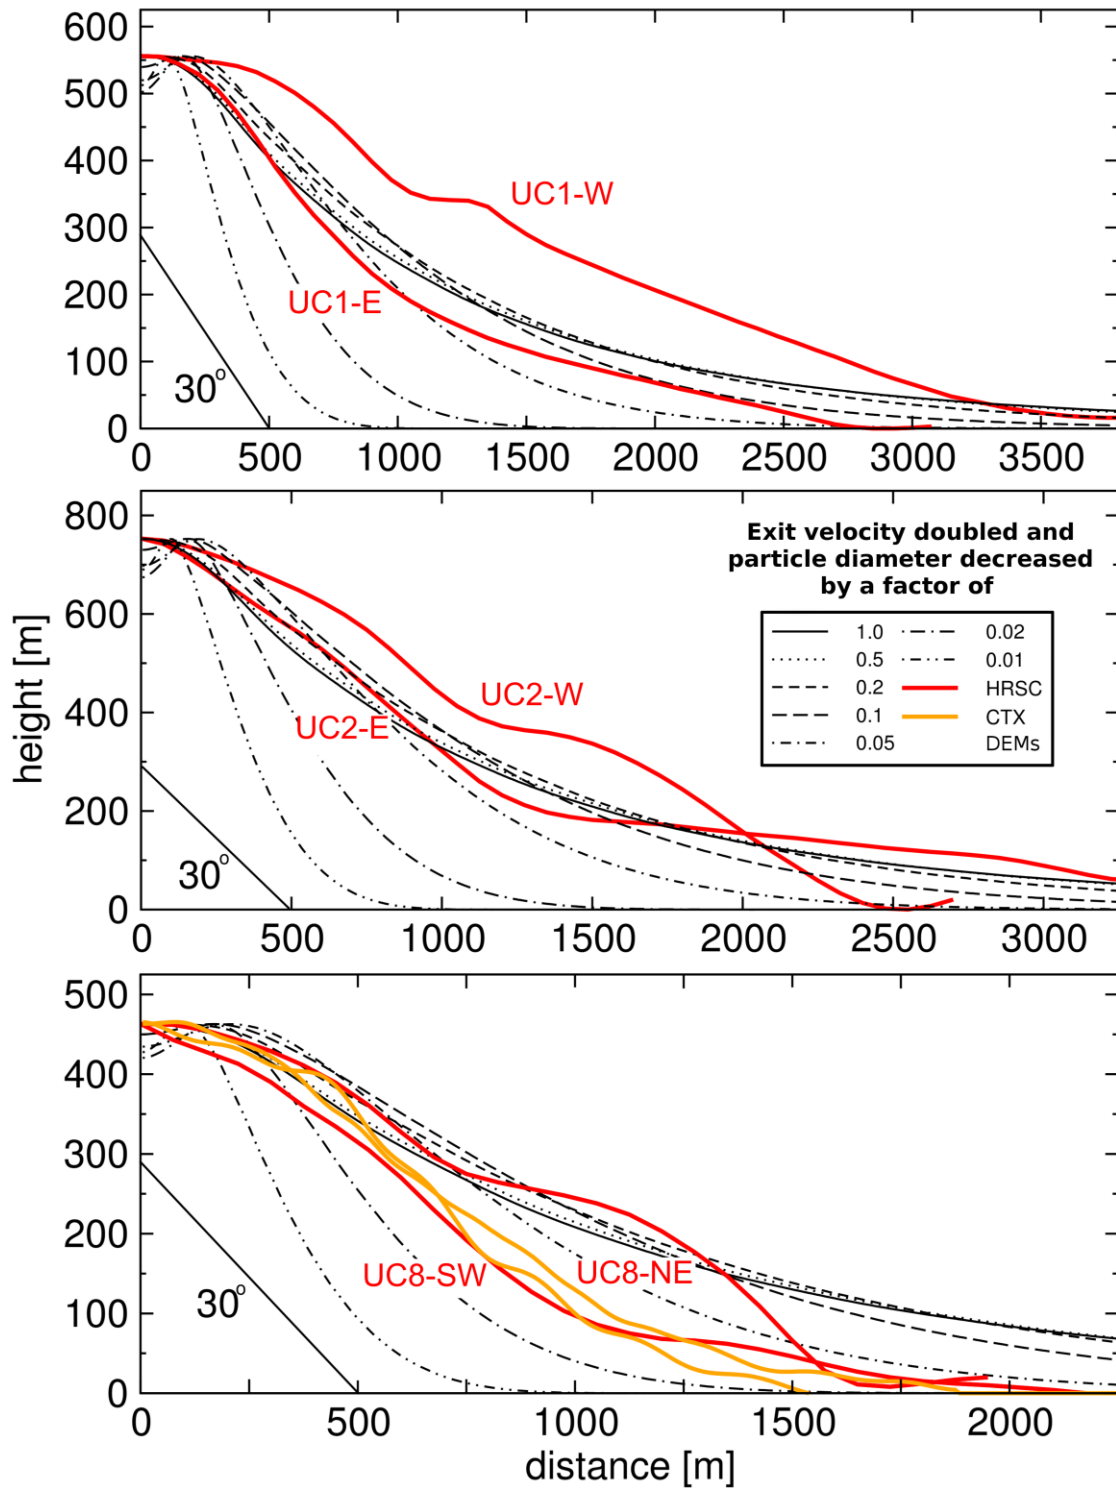 600
500
400
300
200
100
0
UC1-W
UC1-E
30°
0 500 1000 1500 2000 2500 3000 3500
800
600
400
200
0
height [m]
Exit velocity doubled and
particle diameter decreased
by a factor of
1.0 0.02
0.5 0.01
0.2 HRSC
0.1 CTX
0.05 DEMs
UC2-W
UC2-E
30°
0 500 1000 1500 2000 2500 3000
500
400
300
200
100
0
UC8-SW
UC8-NE
30°
0 500 1000 1500 2000
distance [m]